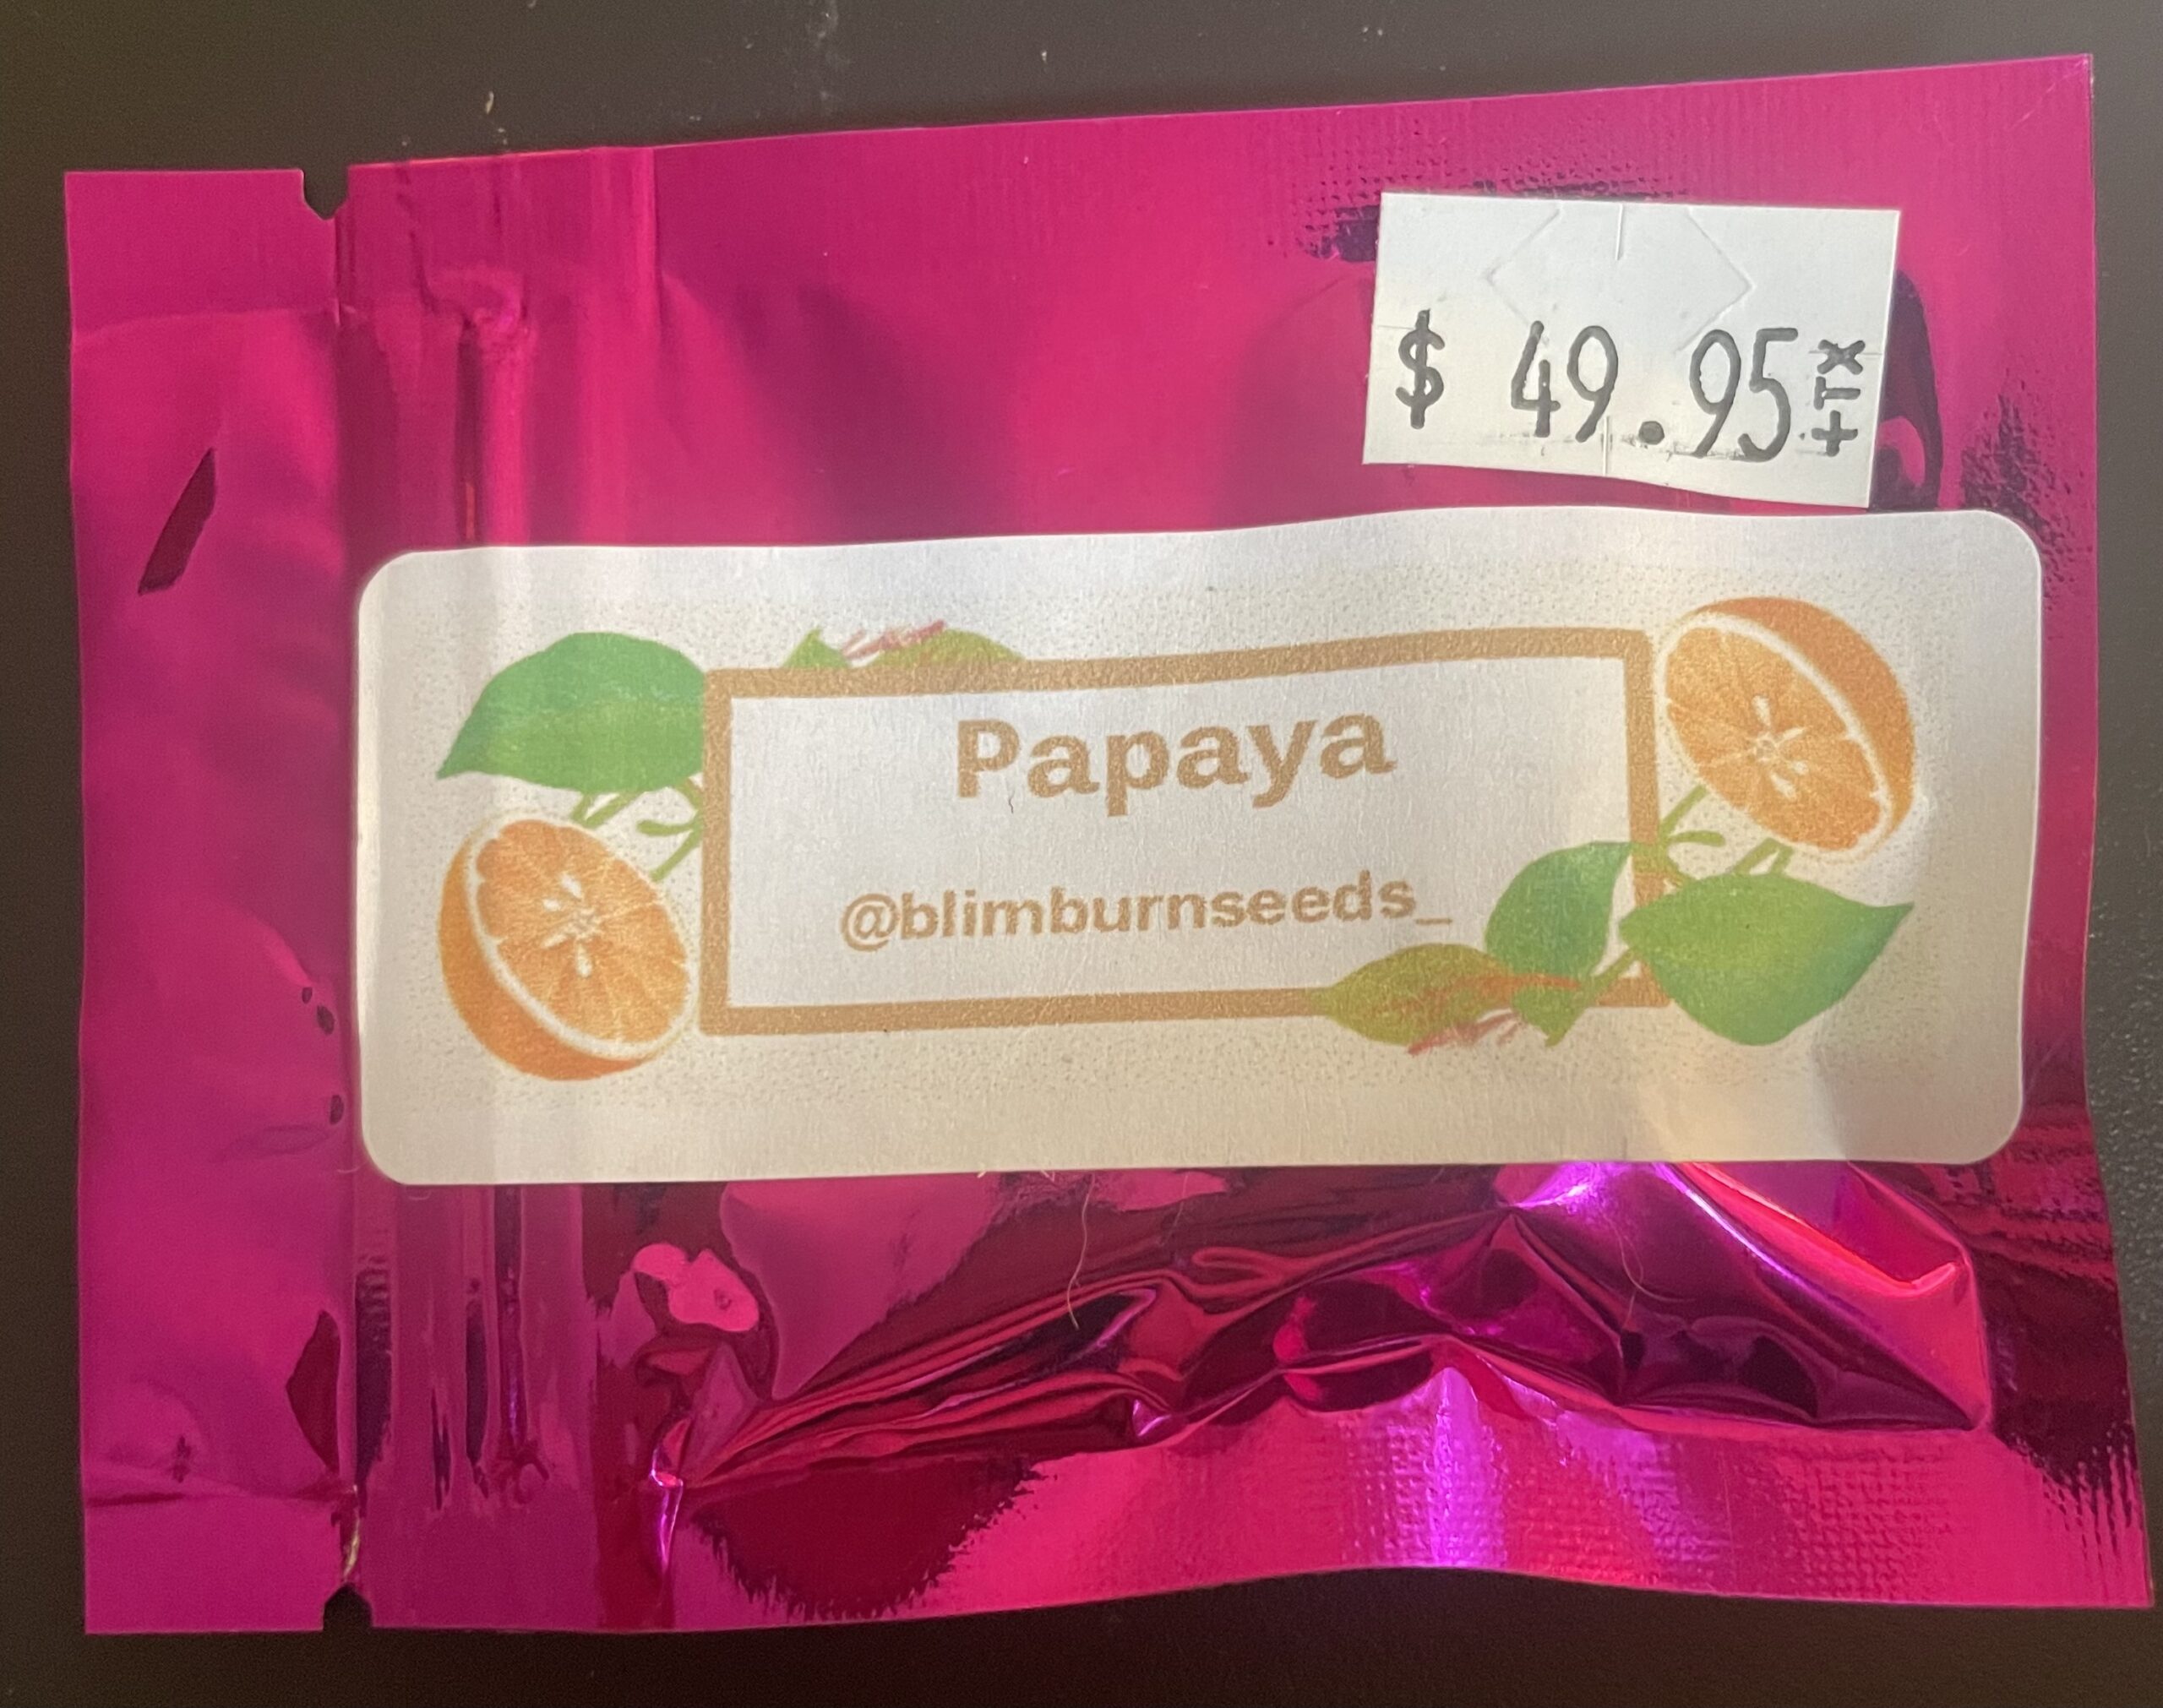 $ 49.95 +TX
Papaya
@blimburnseeds_